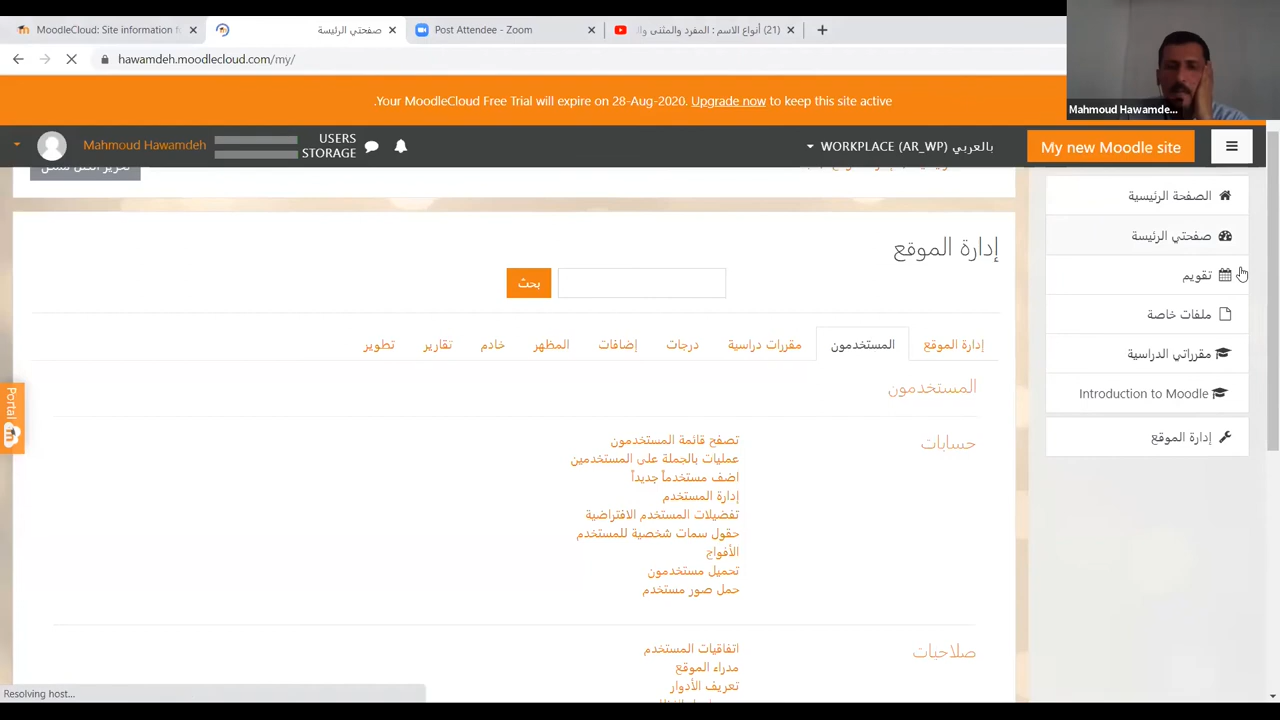 MoodleCloud: Site information f
صفحتي الرئيسة
Post Attendee - Zoom
(21) أنواع الاسم : المفرد والمثنى وال
hawamdeh.moodlecloud.com/my/
.Your MoodleCloud Free Trial will expire on 28-Aug-2020. Upgrade now to keep this site active
Mahmoud Hawamde...
Mahmoud Hawamdeh
USERS
STORAGE
بالعربي WORKPLACE (AR_WP)
My new Moodle site
الصفحة الرئيسية
صفحتي الرئيسة
تقويم
ملفات خاصة
مقرراتي الدراسية
Introduction to Moodle
إدارة الموقع
إدارة الموقع
بحث
إدارة الموقع
المستخدمون
مقررات دراسية
درجات
إضافات
المظهر
خادم
تقارير
تطوير
المستخدمون
حسابات
تصفح قائمة المستخدمون
عمليات بالجملة على المستخدمين
اضف مستخدماً جديداً
إدارة المستخدم
تفضيلات المستخدم الافتراضية
حقول سمات شخصية للمستخدم
الأفواج
تحميل مستخدمون
حمل صور مستخدم
صلاحيات
اتفاقيات المستخدم
مدراء الموقع
تعريف الأدوار
Portal
Resolving host...